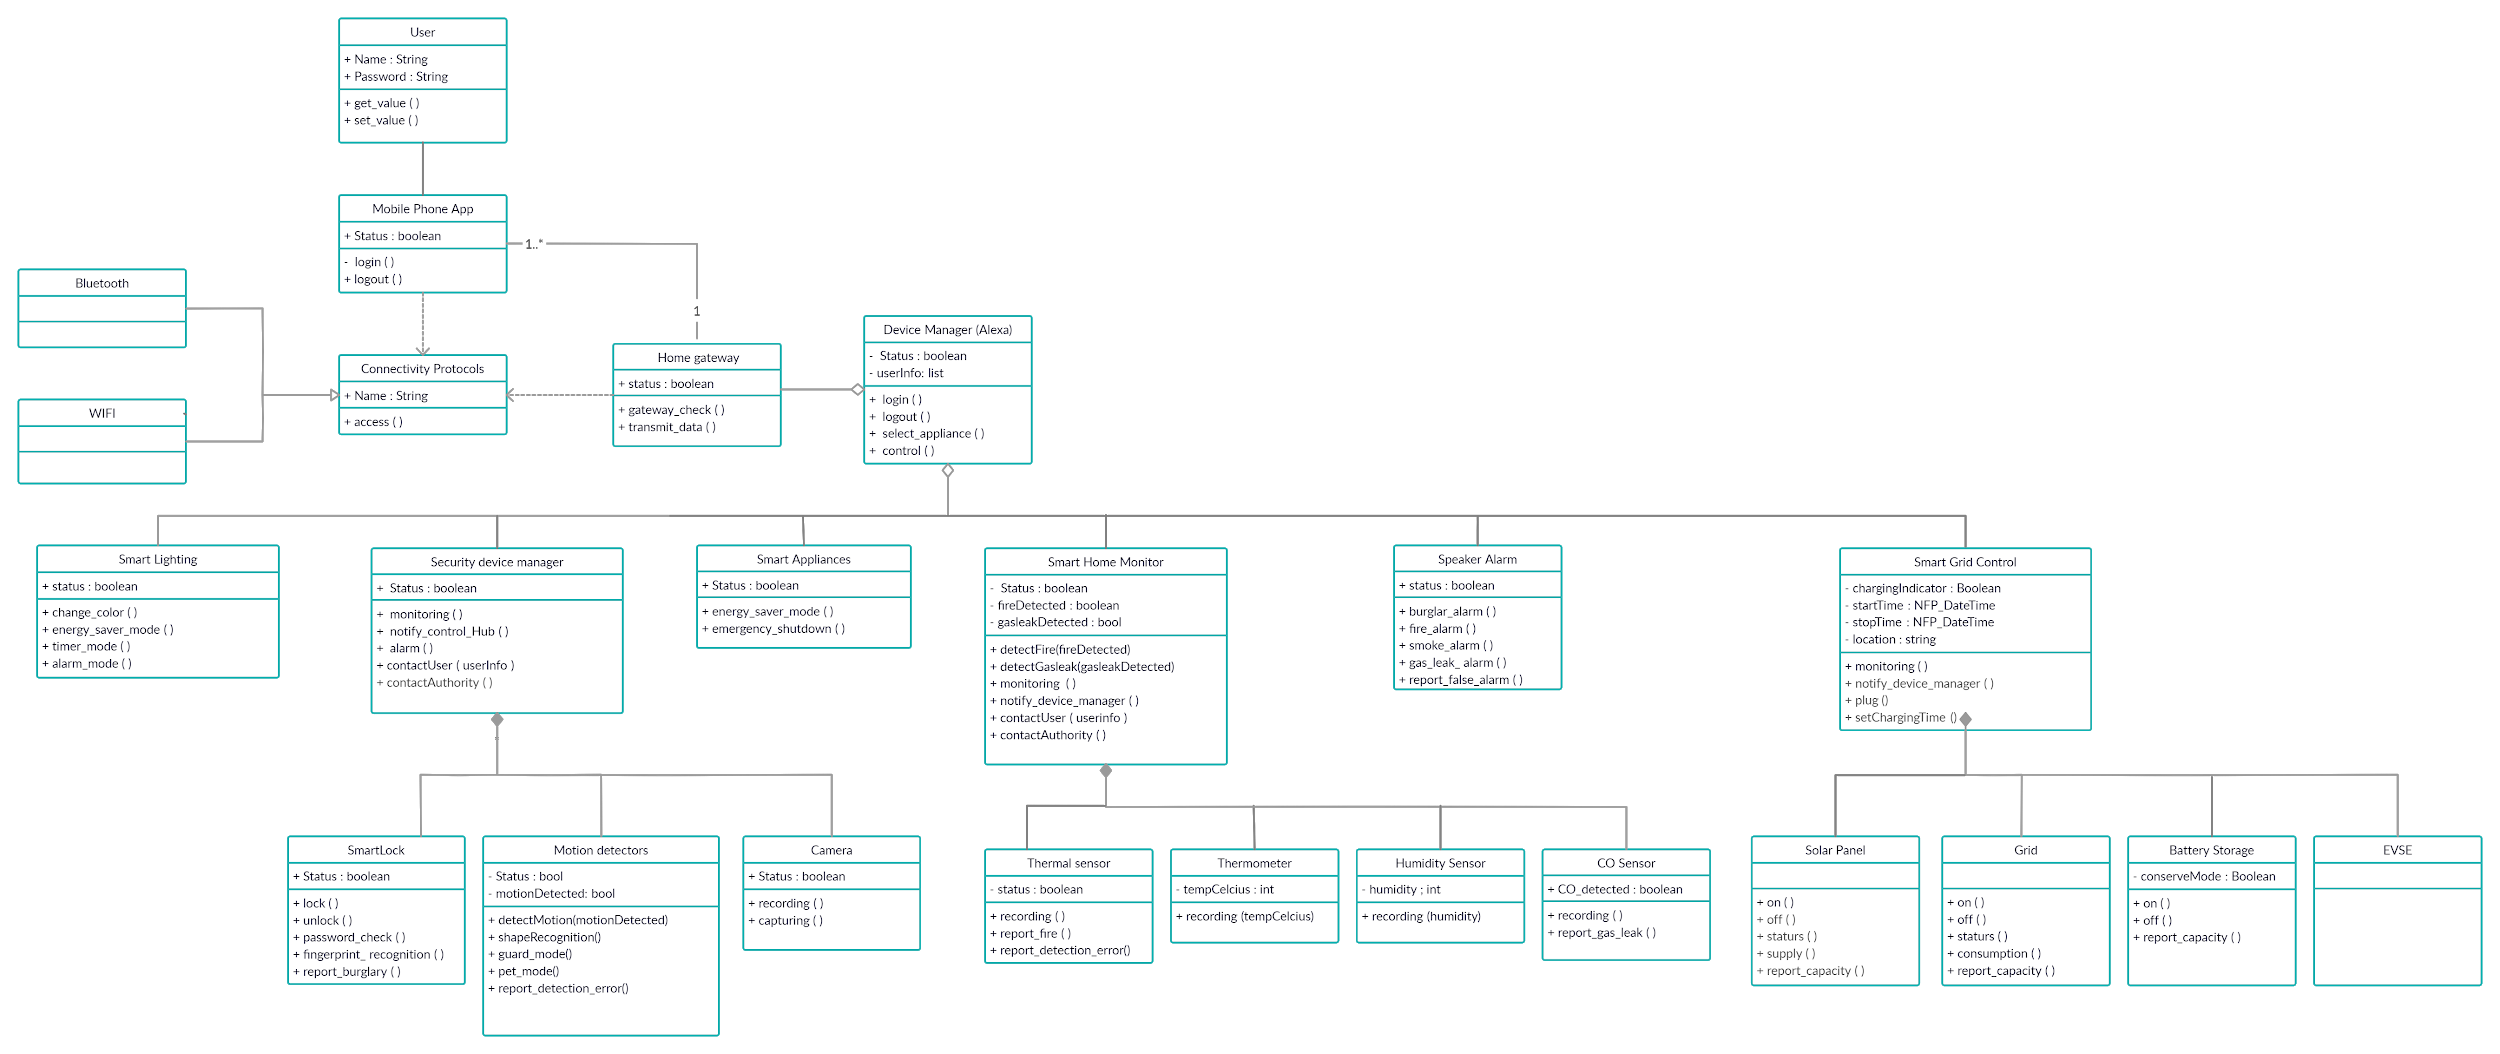 User
+ Name : String
+ Password : String
+ get_value ( )
+ set_value ( )
Mobile Phone App
+ Status : boolean
- login ( )
+ logout ( )
1..*
1
Bluetooth
WIFI
Connectivity Protocols
+ Name : String
+ access ( )
Home gateway
+ status : boolean
+ gateway_check ( )
+ transmit_data ( )
Device Manager (Alexa)
- Status : boolean
- userInfo: list
+ login ( )
+ logout ( )
+ select_appliance ( )
+ control ( )
Smart Lighting
+ status : boolean
+ change_color ( )
+ energy_saver_mode ( )
+ timer_mode ( )
+ alarm_mode ( )
Security device manager
+ Status : boolean
+ monitoring ( )
+ notify_control_Hub ( )
+ alarm ( )
+ contactUser ( userInfo )
+ contactAuthority ( )
Smart Appliances
+ Status : boolean
+ energy_saver_mode ( )
+ emergency_shutdown ( )
Smart Home Monitor
- Status : boolean
- fireDetected : boolean
- gasleakDetected : bool
+ detectFire(fireDetected)
+ detectGasleak(gasleakDetected)
+ monitoring ( )
+ notify_device_manager ( )
+ contactUser ( userinfo )
+ contactAuthority ( )
Speaker Alarm
+ status : boolean
+ burglar_alarm ( )
+ fire_alarm ( )
+ smoke_alarm ( )
+ gas_leak_ alarm ( )
+ report_false_alarm ( )
Smart Grid Control
- chargingIndicator : Boolean
- startTime : NFP_DateTime
- stopTime : NFP_DateTime
- location : string
+ monitoring ( )
+ notify_device_manager ( )
+ plug ()
+ setChargingTime ()
SmartLock
+ Status : boolean
+ lock ( )
+ unlock ( )
+ password_check ( )
+ fingerprint_ recognition ( )
+ report_burglary ( )
Motion detectors
- Status : bool
- motionDetected: bool
+ detectMotion(motionDetected)
+ shapeRecognition()
+ guard_mode()
+ pet_mode()
+ report_detection_error()
Camera
+ Status : boolean
+ recording ( )
+ capturing ( )
Thermal sensor
- status : boolean
+ recording ( )
+ report_fire ( )
+ report_detection_error()
Thermometer
- tempCelcius : int
+ recording (tempCelcius)
Humidity Sensor
- humidity ; int
+ recording (humidity)
CO Sensor
+ CO_detected : boolean
+ recording ( )
+ report_gas_leak ( )
Solar Panel
+ on ( )
+ off ( )
+ staturs ( )
+ supply ( )
+ report_capacity ( )
Grid
+ on ( )
+ off ( )
+ staturs ( )
+ consumption ( )
+ report_capacity ( )
Battery Storage
- conserveMode : Boolean
+ on ( )
+ off ( )
+ report_capacity ( )
EVSE